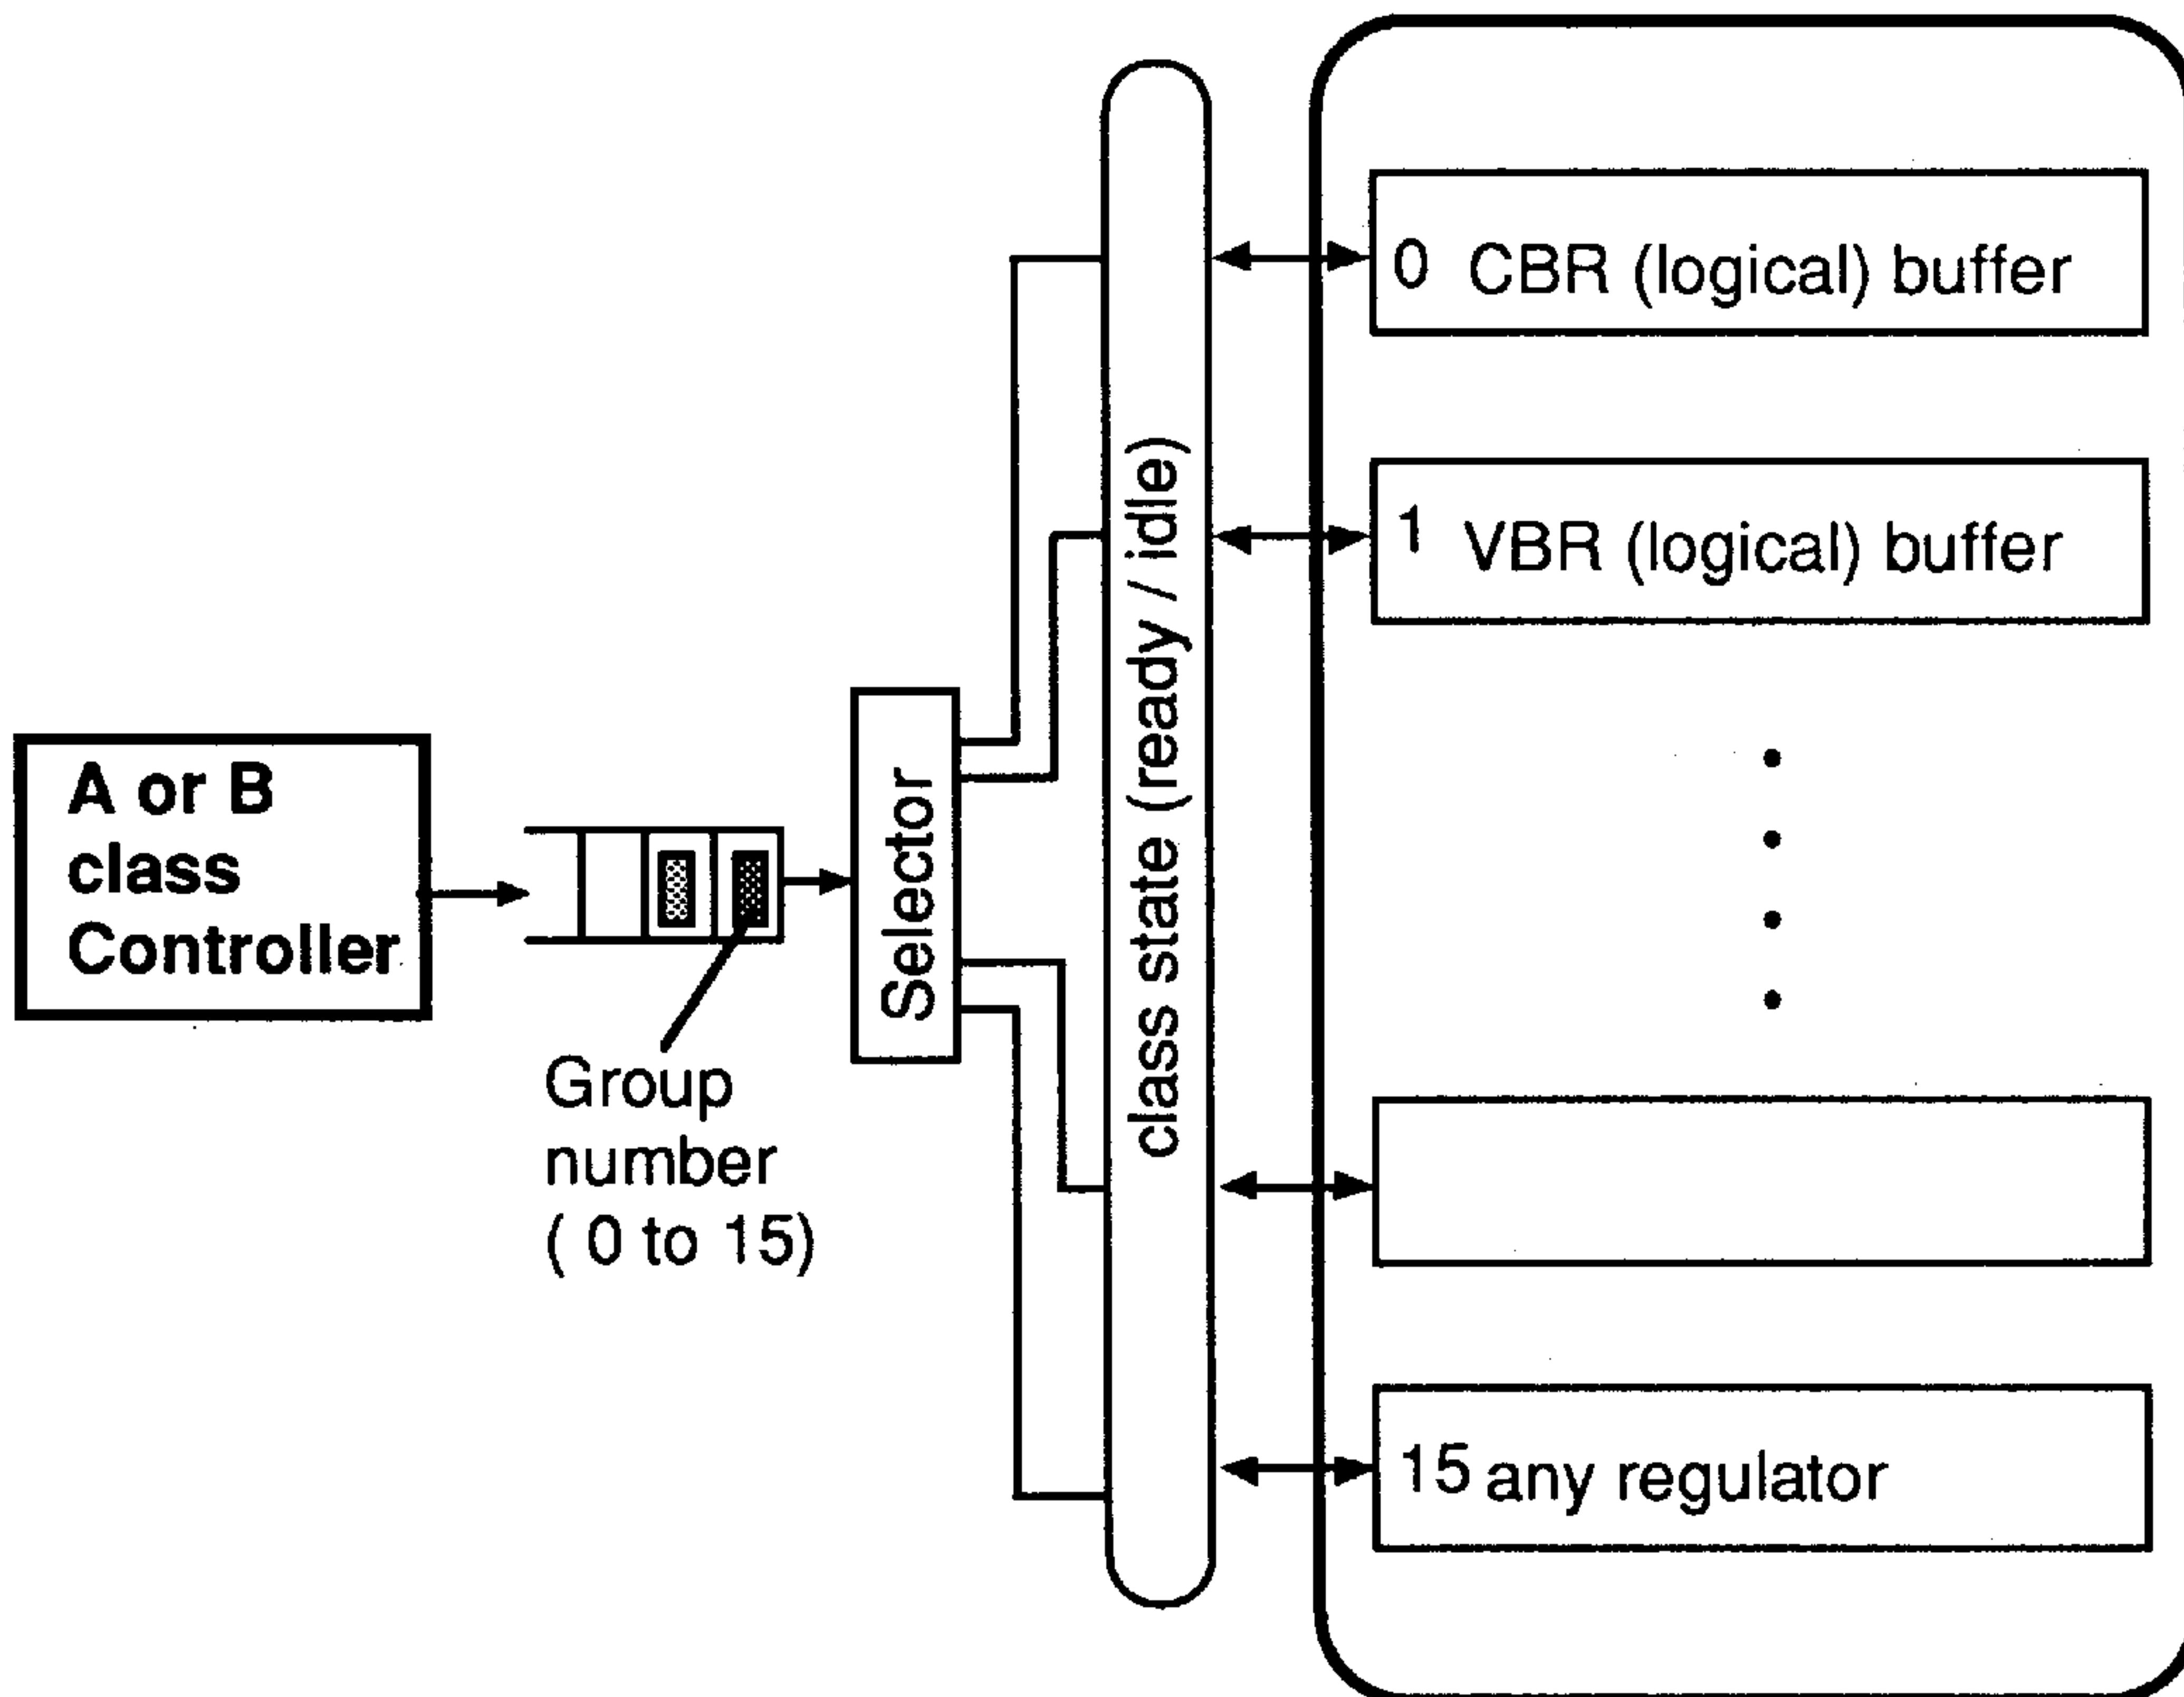 A or B
class
Controller
Group
number
( 0 to 15)
Selector
class state (ready / idle)
0 CBR (logical) buffer
1 VBR (logical) buffer
15 any regulator